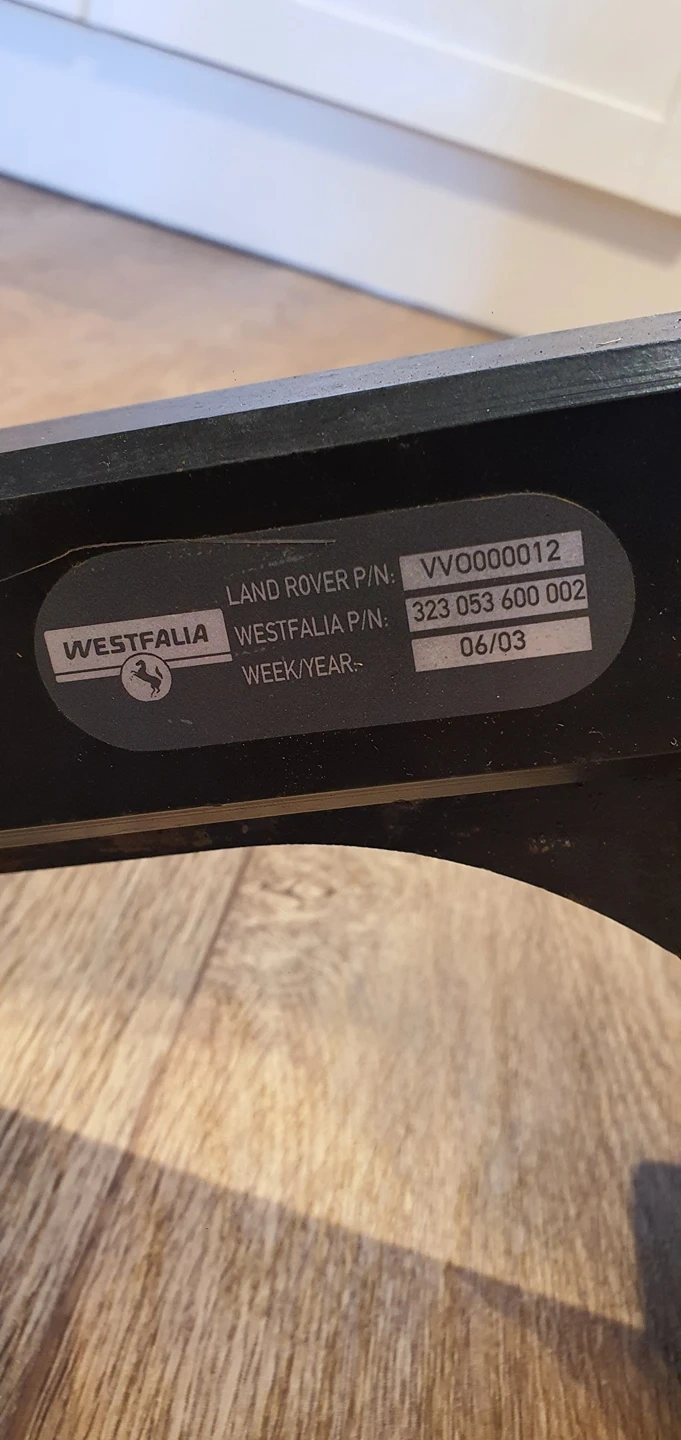 WESTFALIA
LAND ROVER P/N: VVO000012
WESTFALIA P/N: 323 053 600 002
WEEK/YEAR: 06/03